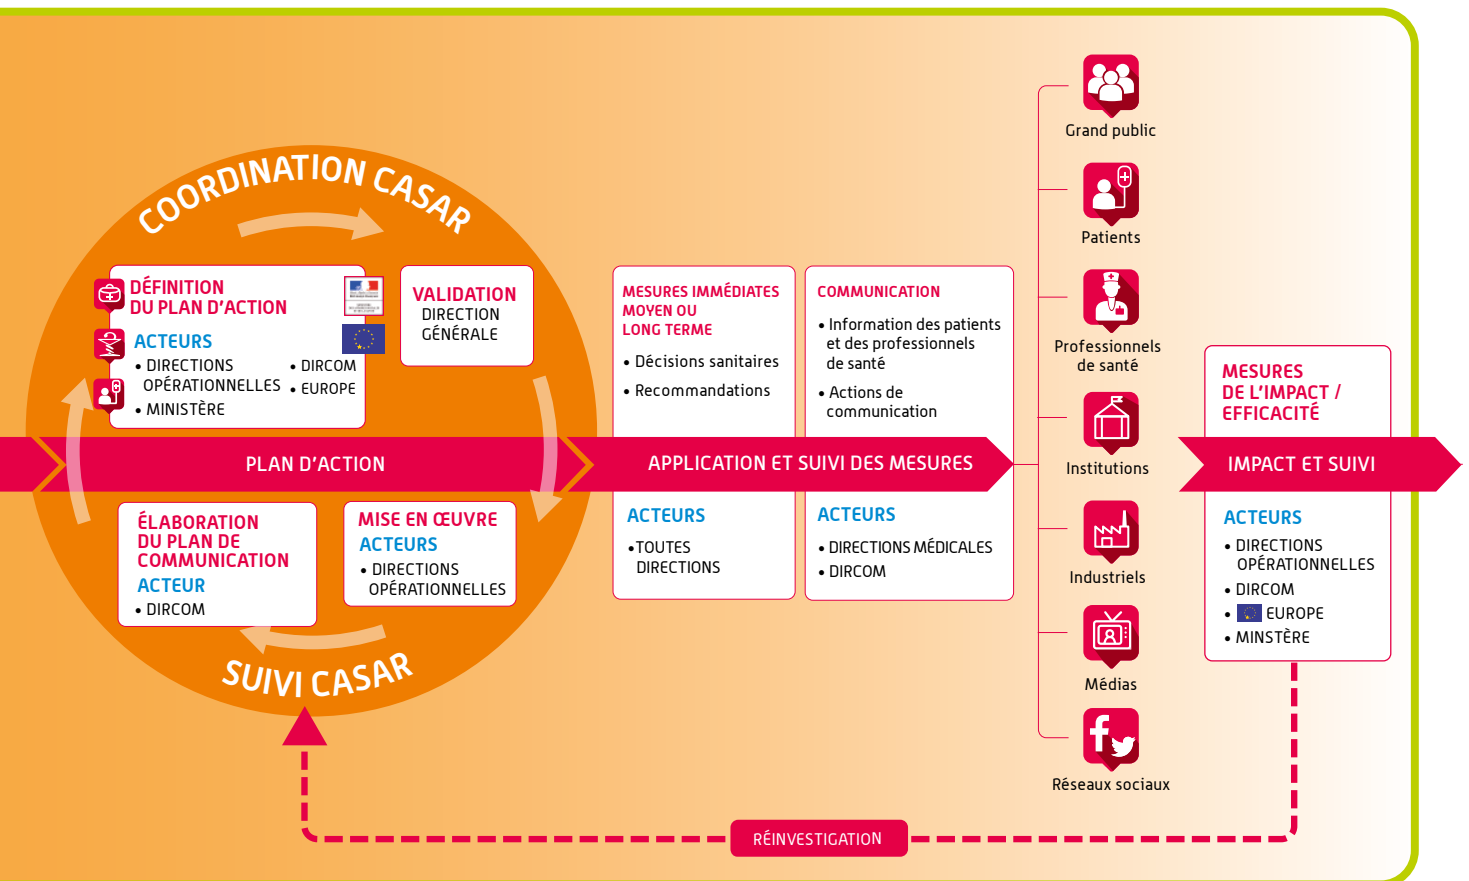 COORDINATION CASAR
DÉFINITION
DU PLAN D'ACTION
ACTEURS
• DIRECTIONS
OPÉRATIONNELLES
• MINISTÈRE
• DIRCOM
• EUROPE
VALIDATION
DIRECTION
GÉNÉRALE
PLAN D'ACTION
ÉLABORATION
DU PLAN DE
COMMUNICATION
ACTEUR
• DIRCOM
MISE EN ŒUVRE
ACTEURS
• DIRECTIONS
OPÉRATIONNELLES
SUIVI CASAR
MESURES IMMÉDIATES
MOYEN OU
LONG TERME
• Décisions sanitaires
• Recommandations
COMMUNICATION
• Information des patients
et des professionnels
de santé
• Actions de
communication
APPLICATION ET SUIVI DES MESURES
ACTEURS
•TOUTES
DIRECTIONS
ACTEURS
• DIRECTIONS MÉDICALES
• DIRCOM
Grand public
Patients
Professionnels
de santé
Institutions
Industriels
Médias
Réseaux sociaux
MESURES
DE L'IMPACT /
EFFICACITÉ
IMPACT ET SUIVI
ACTEURS
• DIRECTIONS
OPÉRATIONNELLES
• DIRCOM
• EUROPE
• MINSTÈRE
RÉINVESTIGATION